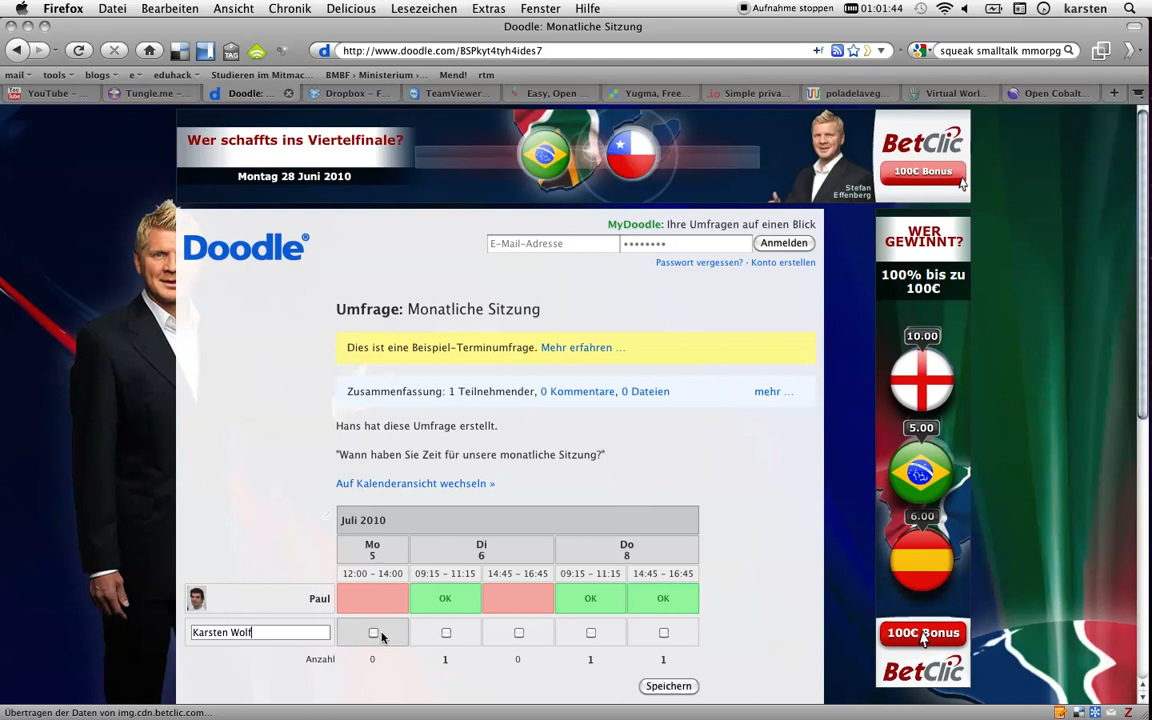 Firefox Datei Bearbeiten Ansicht Chronik Delicious Lesezeichen Extras Fenster Hilfe Aufnahme stoppen 01:01:44 karsten
Doodle: Monatliche Sitzung
http://www.doodle.com/BSPkyt4tyh4ides7 squeak smalltalk mmorpg
mail tools blogs e eduhack Studieren im Mitmac... BMBF › Ministerium ›... Mend! rtm
YouTube - ... Tungle.me - ... Doodle: ... Dropbox - F... TeamViewer... Easy, Open ... Yugma, Free... Simple priva... poladelavega... Virtual Worl... Open Cobalt...
Wer schaffts ins Viertelfinale?
Montag 28 Juni 2010
Stefan
Effenberg
BetClic
100€ Bonus
MyDoodle: Ihre Umfragen auf einen Blick
Doodle®
E-Mail-Adresse •••••••• Anmelden
Passwort vergessen? · Konto erstellen
Umfrage: Monatliche Sitzung
Dies ist eine Beispiel-Terminumfrage. Mehr erfahren ...
Zusammenfassung: 1 Teilnehmender, 0 Kommentare, 0 Dateien mehr ...
Hans hat diese Umfrage erstellt.
"Wann haben Sie Zeit für unsere monatliche Sitzung?"
Auf Kalenderansicht wechseln »
Juli 2010
Mo Di Do
5 6 8
12:00 – 14:00 09:15 – 11:15 14:45 – 16:45 09:15 – 11:15 14:45 – 16:45
Paul OK OK OK
Karsten Wolf
Anzahl 0 1 0 1 1
Speichern
WER
GEWINNT?
100% bis zu
100€
10.00
5.00
6.00
100€ Bonus
BetClic
Übertragen der Daten von img.cdn.betclic.com...